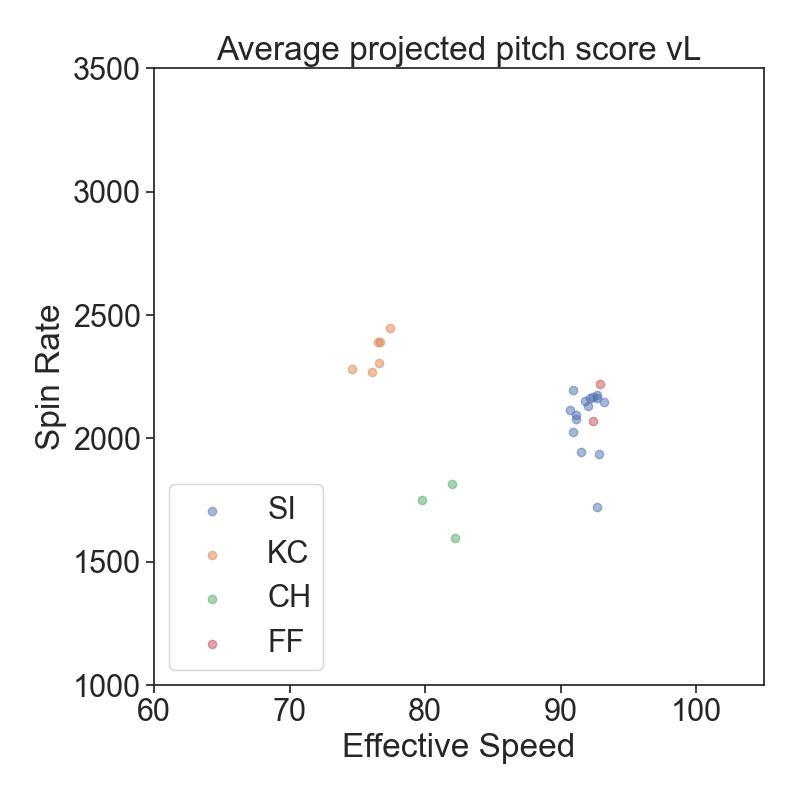 Average projected pitch score vL
3500
3000
2500
2000
1500
1000
Spin Rate
SI
KC
CH
FF
60 70 80 90 100
Effective Speed